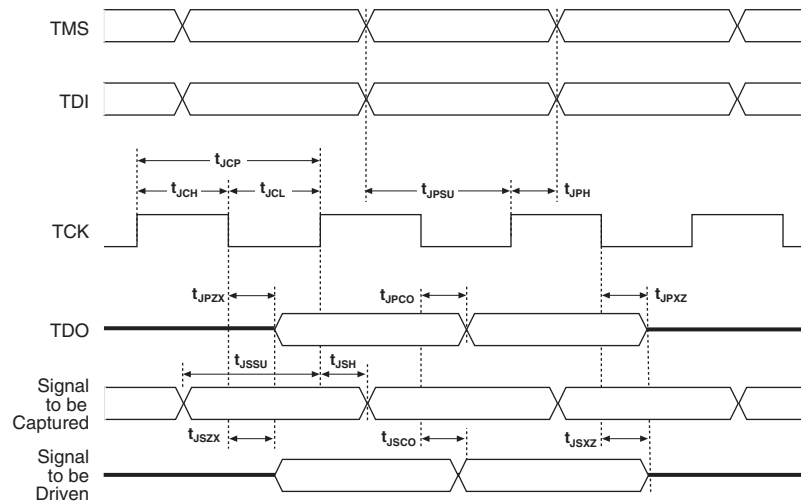 TMS
TDI
tJCP
tJCH
tJCL
tJPSU
tJPH
TCK
tJPZX
tJPCO
tJPXZ
TDO
tJSSU
tJSH
Signal
to be
Captured
tJSZX
tJSCO
tJSXZ
Signal
to be
Driven